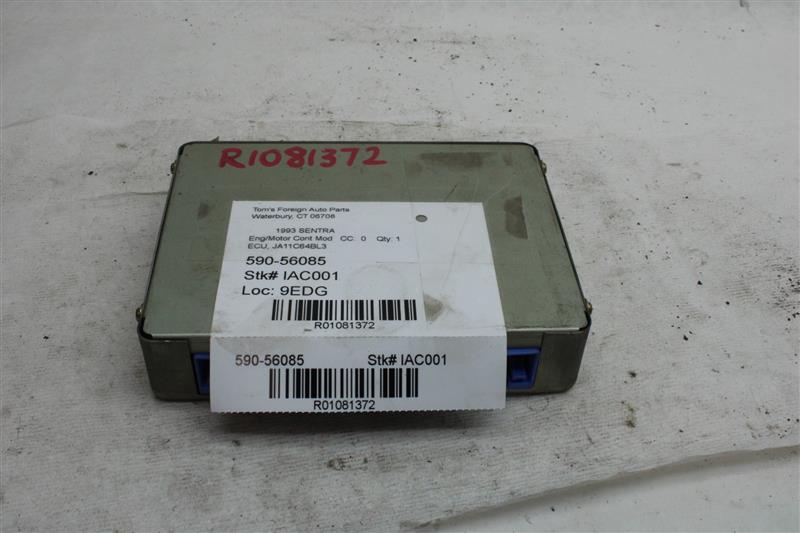 R1081372
Tom's Foreign Auto Parts
Waterbury, CT 06706
1993 SENTRA
Eng/Motor Cont Mod CC: 0 Qty: 1
ECU, JA11C64BL3
590-56085
Stk# IAC001
Loc: 9EDG
R01081372
590-56085 Stk# IAC001
R01081372